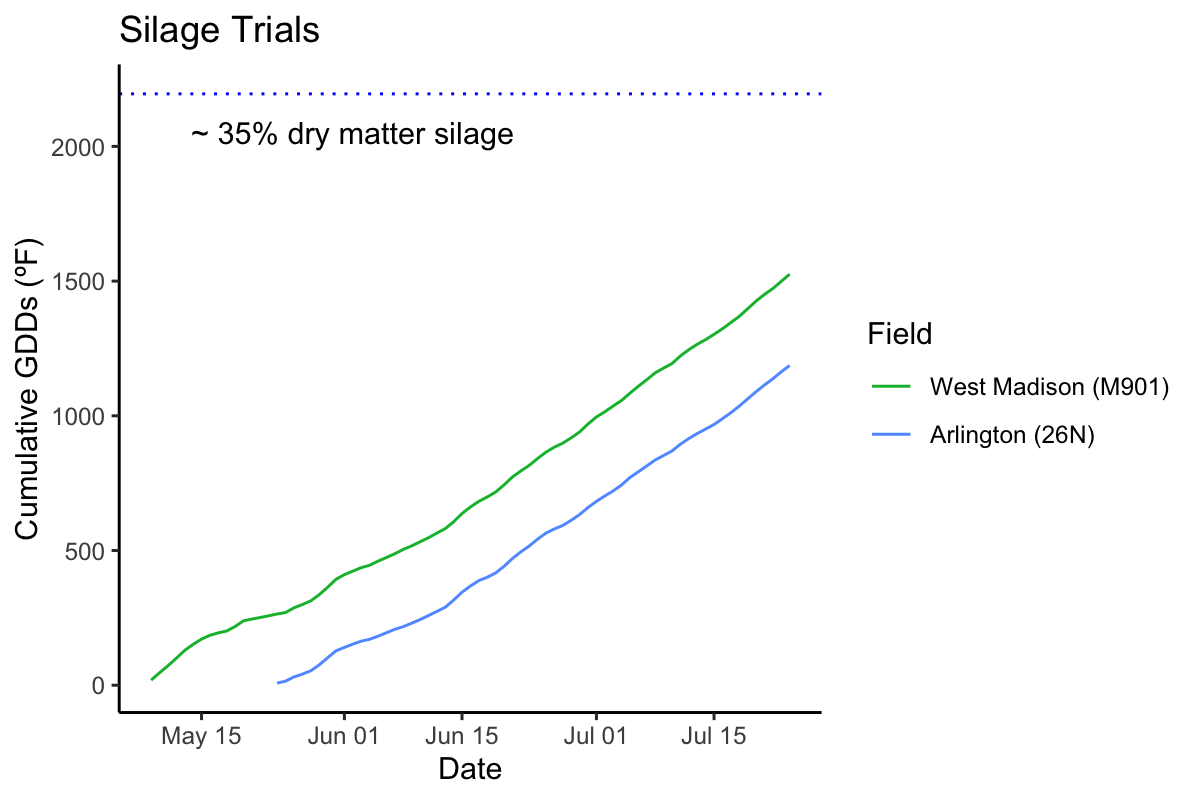 Silage Trials
~ 35% dry matter silage
Cumulative GDDs (ºF)
2000
1500
1000
500
0
May 15
Jun 01
Jun 15
Jul 01
Jul 15
Date
Field
West Madison (M901)
Arlington (26N)